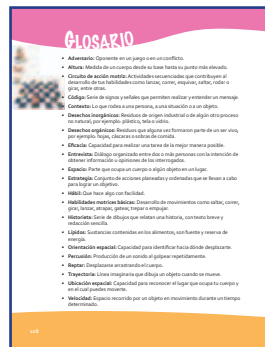 GLOSARIO
• Adversario: Oponente en un juego o en un conflicto.
• Altura: Medida de un cuerpo desde su base hasta su punto más elevado.
• Circuito de acción motriz: Actividades secuenciadas que contribuyen al
desarrollo de tus habilidades como lanzar, correr, esquivar, saltar, rodar o
girar, entre otras.
• Código: Serie de signos y señales que permiten realizar y entender un mensaje.
• Contexto: Lo que rodea a una persona, a una situación o a un objeto.
• Desechos inorgánicos: Residuos de origen industrial o de algún otro proceso
no natural, por ejemplo: plástico, tela o vidrio.
• Desechos orgánicos: Residuos que alguna vez formaron parte de un ser vivo,
por ejemplo: hojas, cáscaras o sobras de comida.
• Eficacia: Capacidad para realizar una tarea de la mejor manera posible.
• Entrevista: Diálogo organizado entre dos o más personas con la intención de
obtener información u opiniones de los interrogados.
• Espacio: Parte que ocupa un cuerpo o algún objeto en un lugar.
• Estrategia: Conjunto de acciones planeadas y ordenadas que se llevan a cabo
para lograr un objetivo.
• Hábil: Que hace algo con facilidad.
• Habilidades motrices básicas: Desarrollo de movimientos como saltar, correr,
girar, lanzar, atrapar, gatear, trepar o empujar.
• Historieta: Serie de dibujos que relatan una historia, con texto breve y
redacción sencilla.
• Lípidos: Sustancias contenidas en los alimentos, son fuente y reserva de
energía.
• Orientación espacial: Capacidad para identificar hacia dónde desplazarte.
• Percusión: Producción de un sonido al golpear repetidamente.
• Reptar: Desplazarse arrastrando el cuerpo.
• Trayectoria: Línea imaginaria que dibuja un objeto cuando se mueve.
• Ubicación espacial: Capacidad para reconocer el lugar que ocupa tu cuerpo y
en el cual puedes moverte.
• Velocidad: Espacio recorrido por un objeto en movimiento durante un tiempo
determinado.